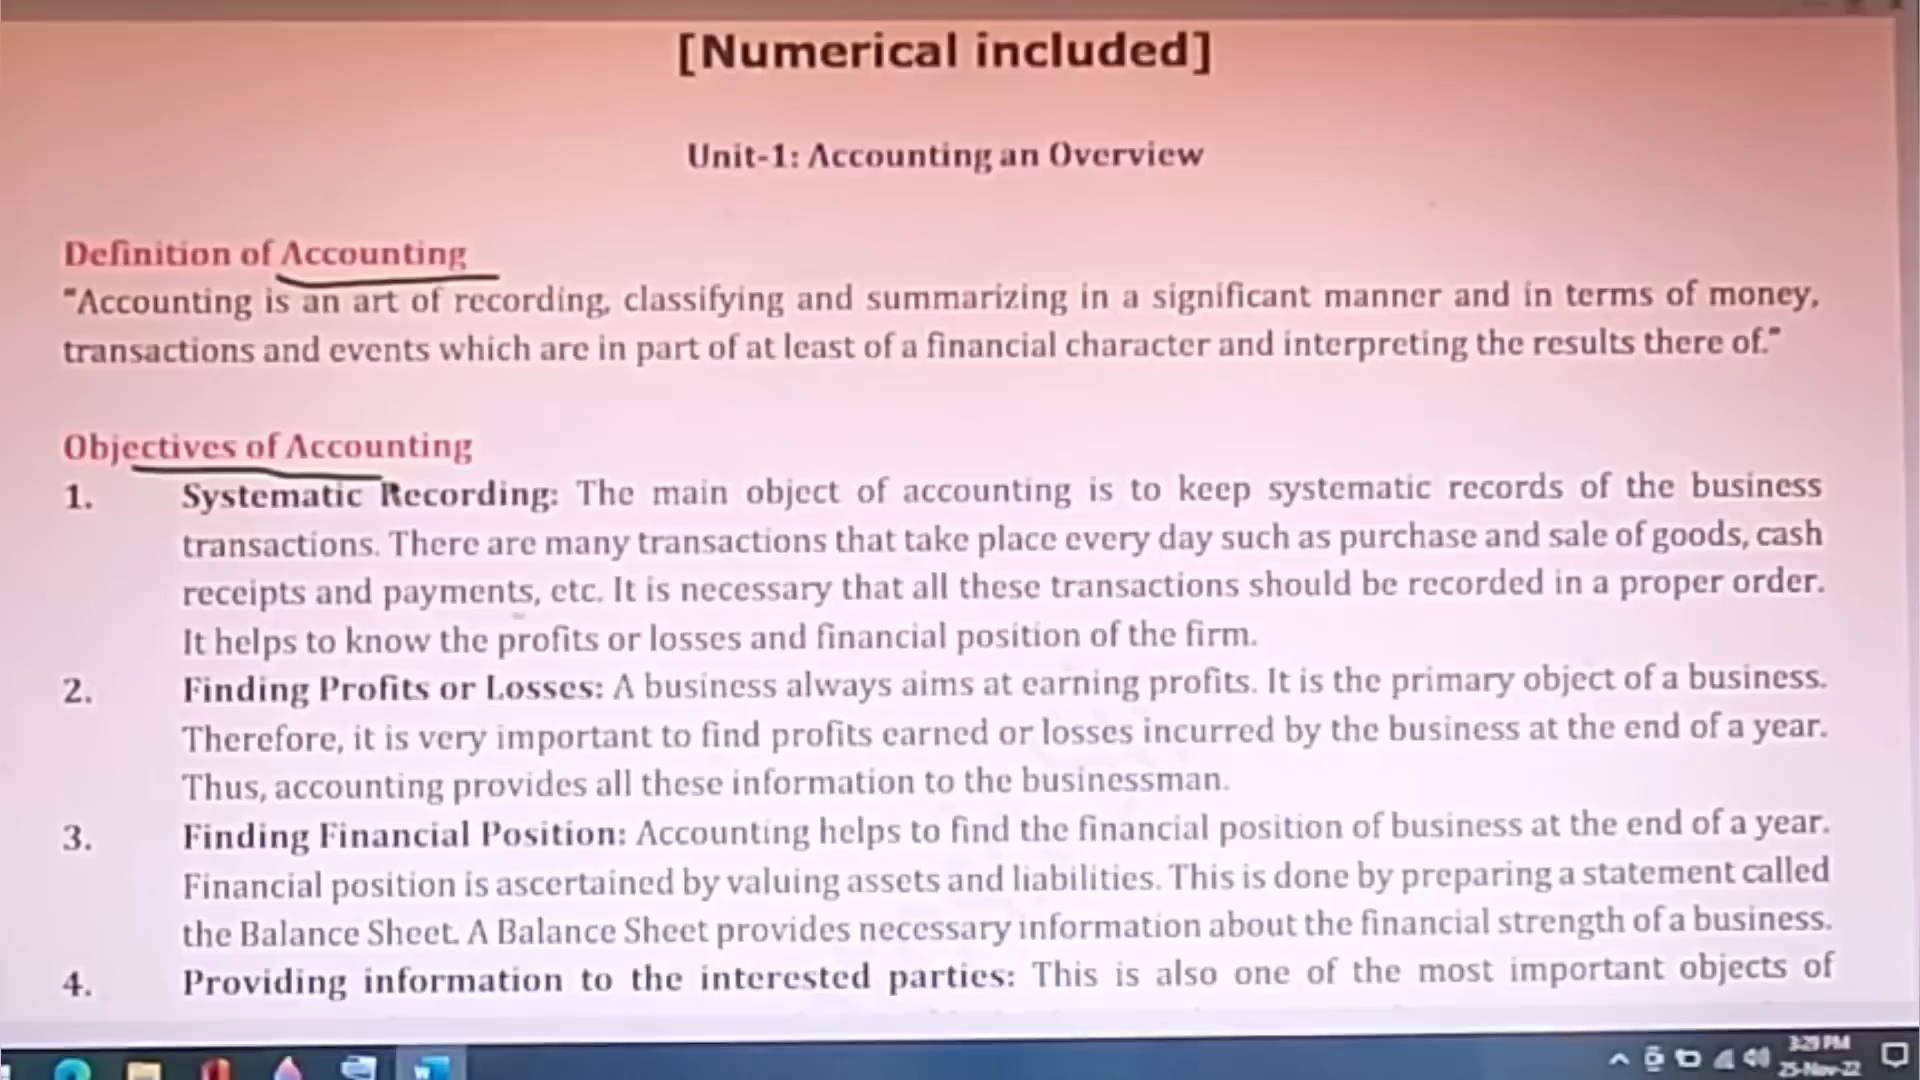 [Numerical included]
Unit-1: Accounting an Overview
Definition of Accounting
"Accounting is an art of recording, classifying and summarizing in a significant manner and in terms of money,
transactions and events which are in part of at least of a financial character and interpreting the results there of."
Objectives of Accounting
1. Systematic Recording: The main object of accounting is to keep systematic records of the business
transactions. There are many transactions that take place every day such as purchase and sale of goods, cash
receipts and payments, etc. It is necessary that all these transactions should be recorded in a proper order.
It helps to know the profits or losses and financial position of the firm.
2. Finding Profits or Losses: A business always aims at earning profits. It is the primary object of a business.
Therefore, it is very important to find profits earned or losses incurred by the business at the end of a year.
Thus, accounting provides all these information to the businessman.
3. Finding Financial Position: Accounting helps to find the financial position of business at the end of a year.
Financial position is ascertained by valuing assets and liabilities. This is done by preparing a statement called
the Balance Sheet. A Balance Sheet provides necessary information about the financial strength of a business.
4. Providing information to the interested parties: This is also one of the most important objects of
3:29 PM
25-Nov-22